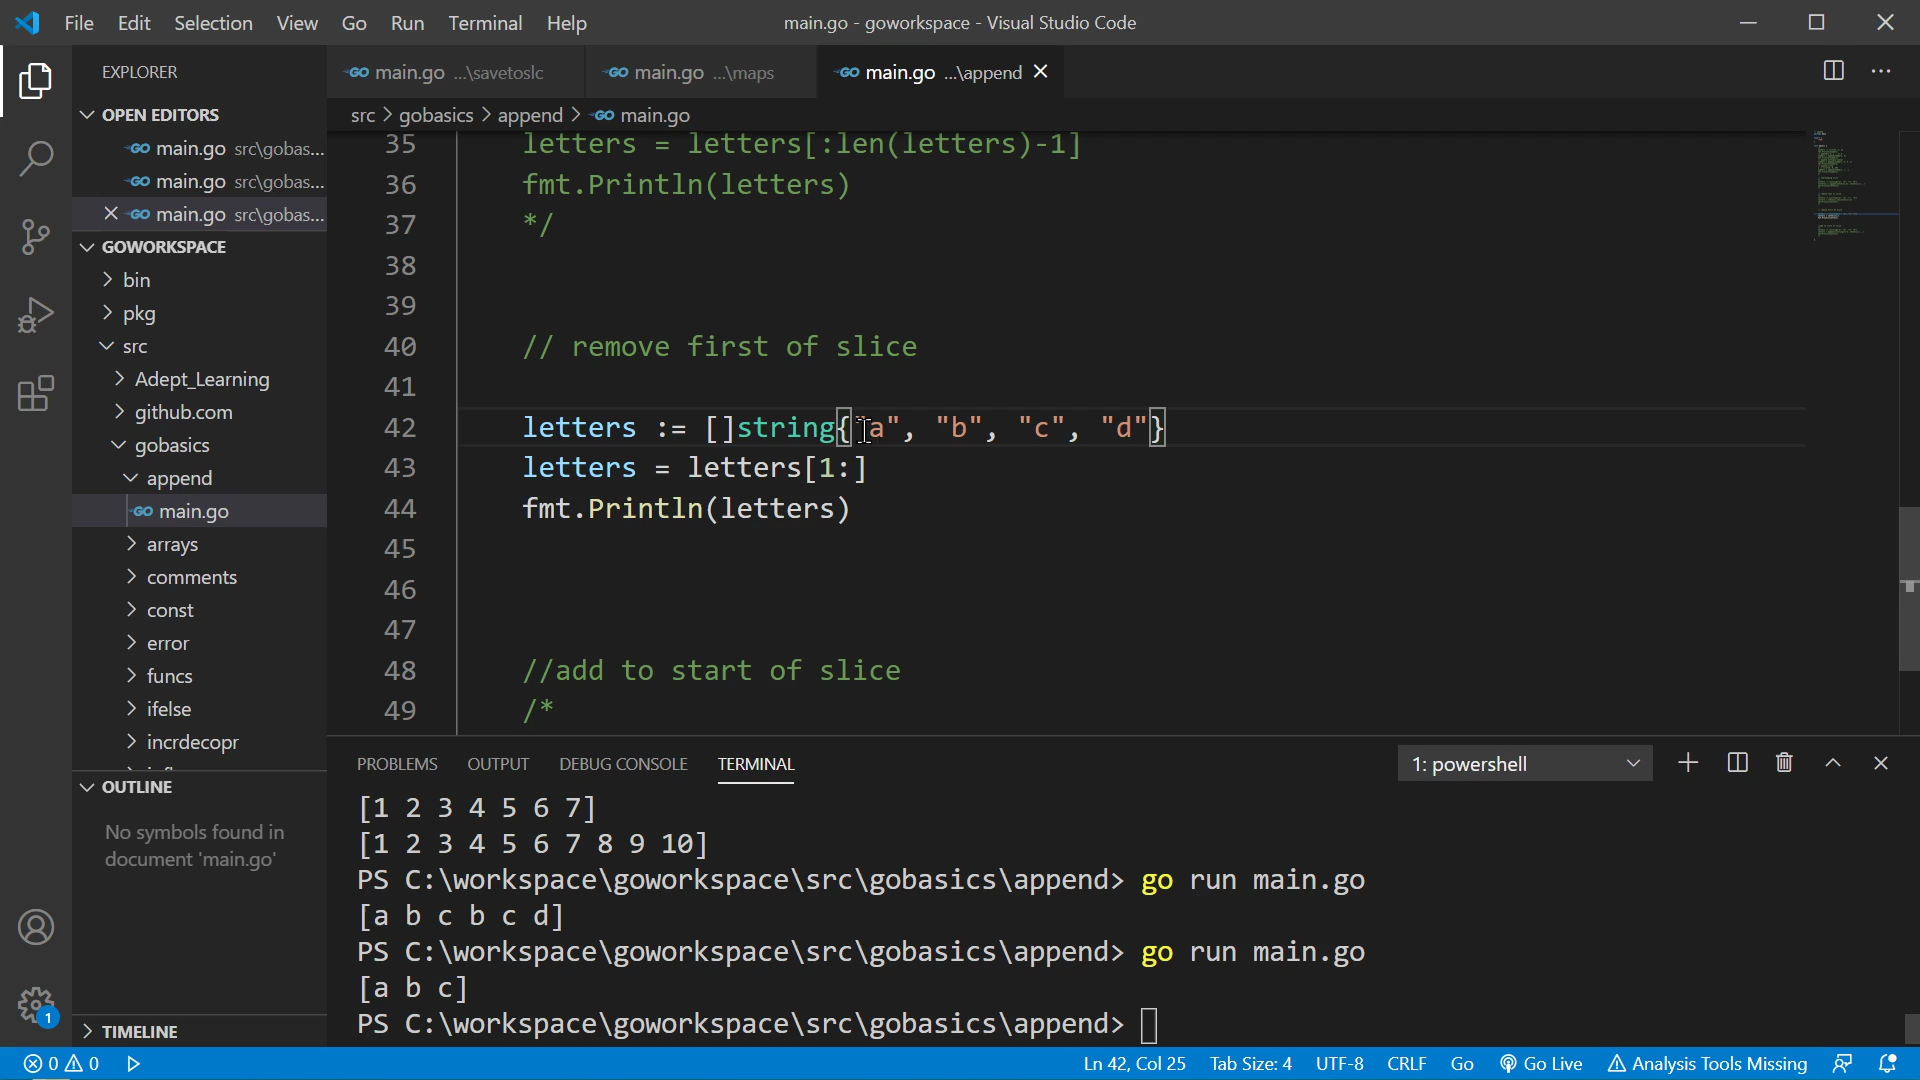 File Edit Selection View Go Run Terminal Help main.go - goworkspace - Visual Studio Code
EXPLORER
GO main.go ...\savetoslc GO main.go ...\maps GO main.go ...\append
OPEN EDITORS
GO main.go src\gobas...
GO main.go src\gobas...
GO main.go src\gobas...
GOWORKSPACE
bin
pkg
src
Adept_Learning
github.com
gobasics
append
GO main.go
arrays
comments
const
error
funcs
ifelse
incrdecopr
OUTLINE
No symbols found in
document 'main.go'
TIMELINE
src > gobasics > append > GO main.go
35 letters = letters[:len(letters)-1]
36 fmt.Println(letters)
37 */
38
39
40 // remove first of slice
41
42 letters := []string{"a", "b", "c", "d"}
43 letters = letters[1:]
44 fmt.Println(letters)
45
46
47
48 //add to start of slice
49 /*
PROBLEMS OUTPUT DEBUG CONSOLE TERMINAL 1: powershell
[1 2 3 4 5 6 7]
[1 2 3 4 5 6 7 8 9 10]
PS C:\workspace\goworkspace\src\gobasics\append> go run main.go
[a b c b c d]
PS C:\workspace\goworkspace\src\gobasics\append> go run main.go
[a b c]
PS C:\workspace\goworkspace\src\gobasics\append>
1
0 0 Ln 42, Col 25 Tab Size: 4 UTF-8 CRLF Go Go Live Analysis Tools Missing